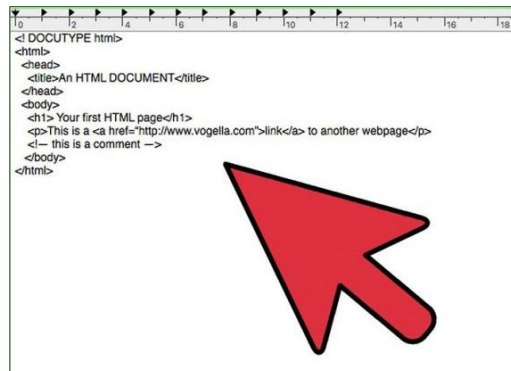 0 2 4 6 8 10 12 14 16 18
<! DOCUTYPE html>
<html>
<head>
<title>An HTML DOCUMENT</title>
</head>
<body>
<h1> Your first HTML page</h1>
<p>This is a <a href=“http://www.vogella.com”>link</a> to another webpage</p>
<!— this is a comment —>
</body>
</html>